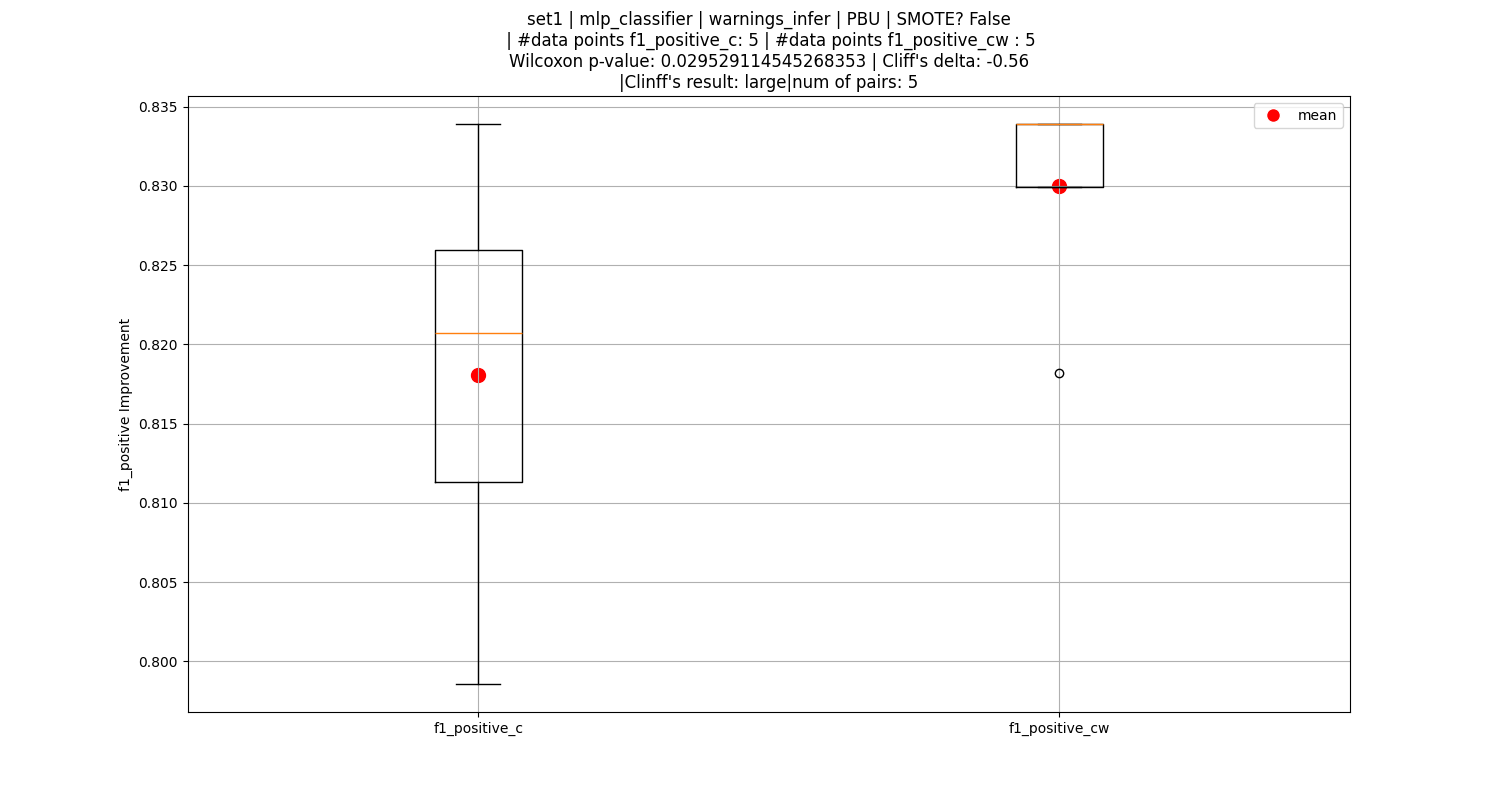 set1 | mlp_classifier | warnings_infer | PBU | SMOTE? False
| #data points f1_positive_c: 5 | #data points f1_positive_cw : 5
Wilcoxon p-value: 0.029529114545268353 | Cliff's delta: -0.56
|Clinff's result: large|num of pairs: 5
mean
0.835
0.830
0.825
0.820
0.815
0.810
0.805
0.800
f1_positive Improvement
f1_positive_c
f1_positive_cw